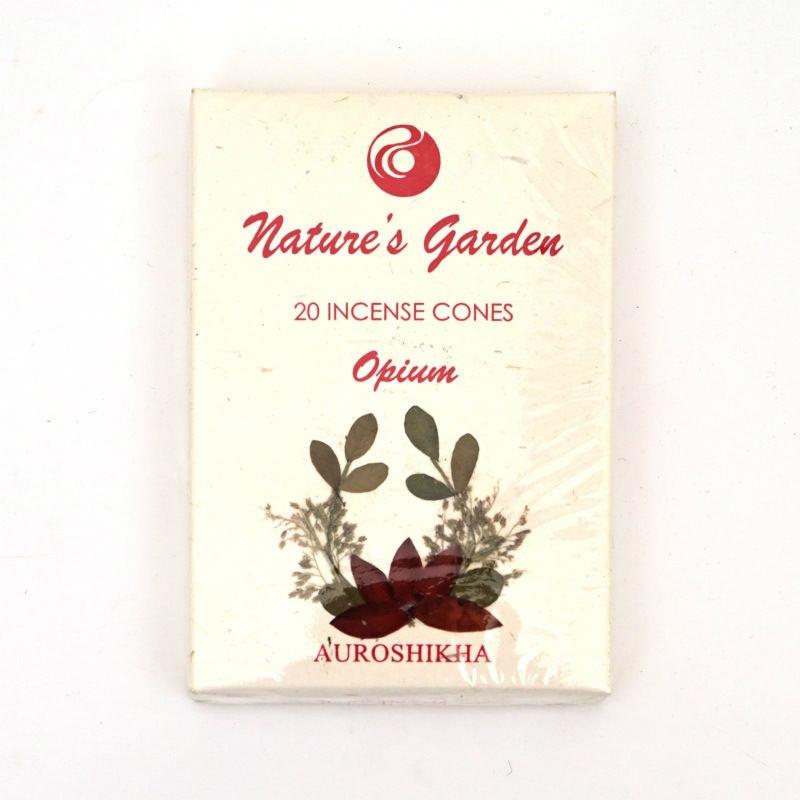 Nature's Garden
20 INCENSE CONES
Opium
AUROSHIKHA